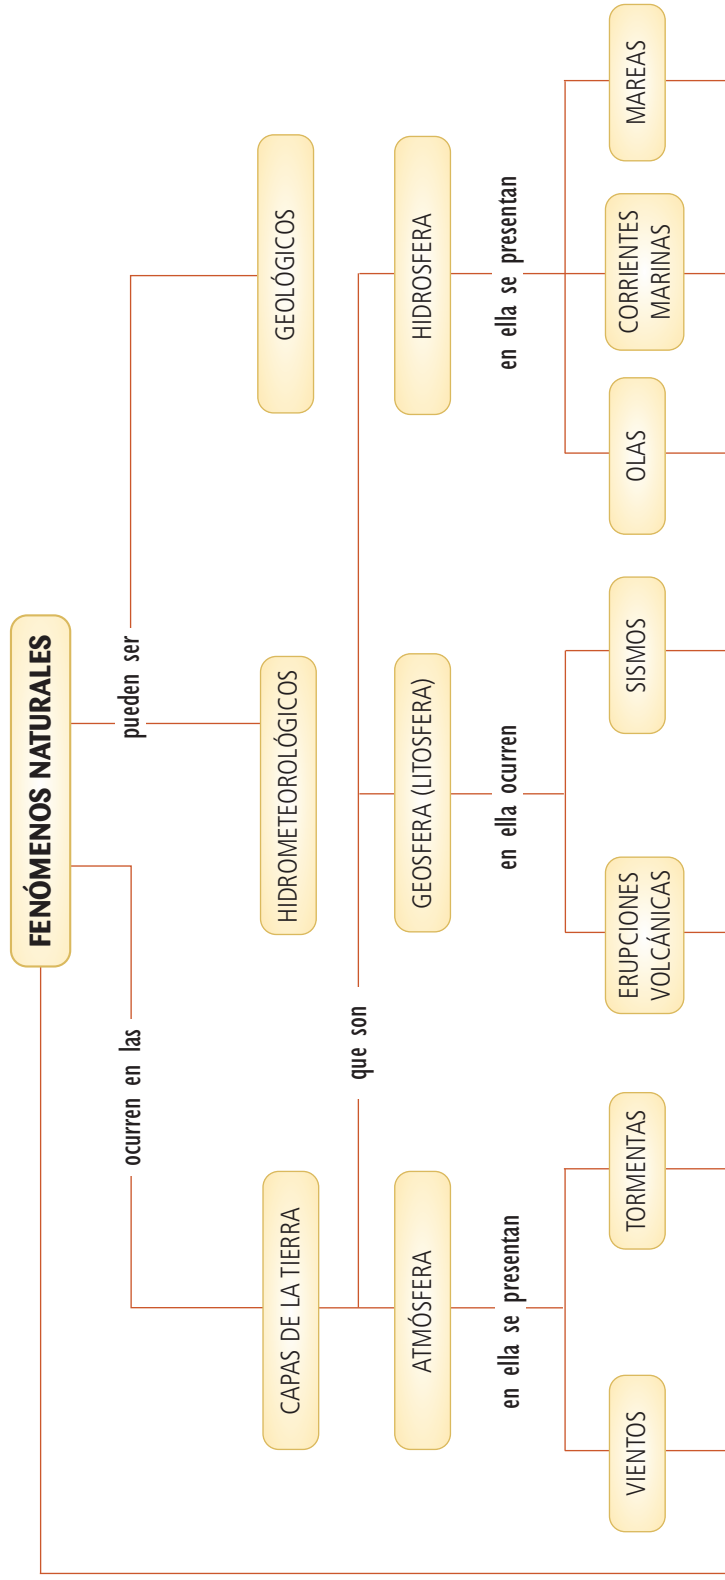 FENÓMENOS NATURALES
ocurren en las
pueden ser
CAPAS DE LA TIERRA
HIDROMETEOROLÓGICOS
GEOLÓGICOS
que son
ATMÓSFERA
GEOSFERA (LITOSFERA)
HIDROSFERA
en ella se presentan
en ella ocurren
en ella se presentan
VIENTOS
TORMENTAS
ERUPCIONES
VOLCÁNICAS
SISMOS
OLAS
CORRIENTES
MARINAS
MAREAS